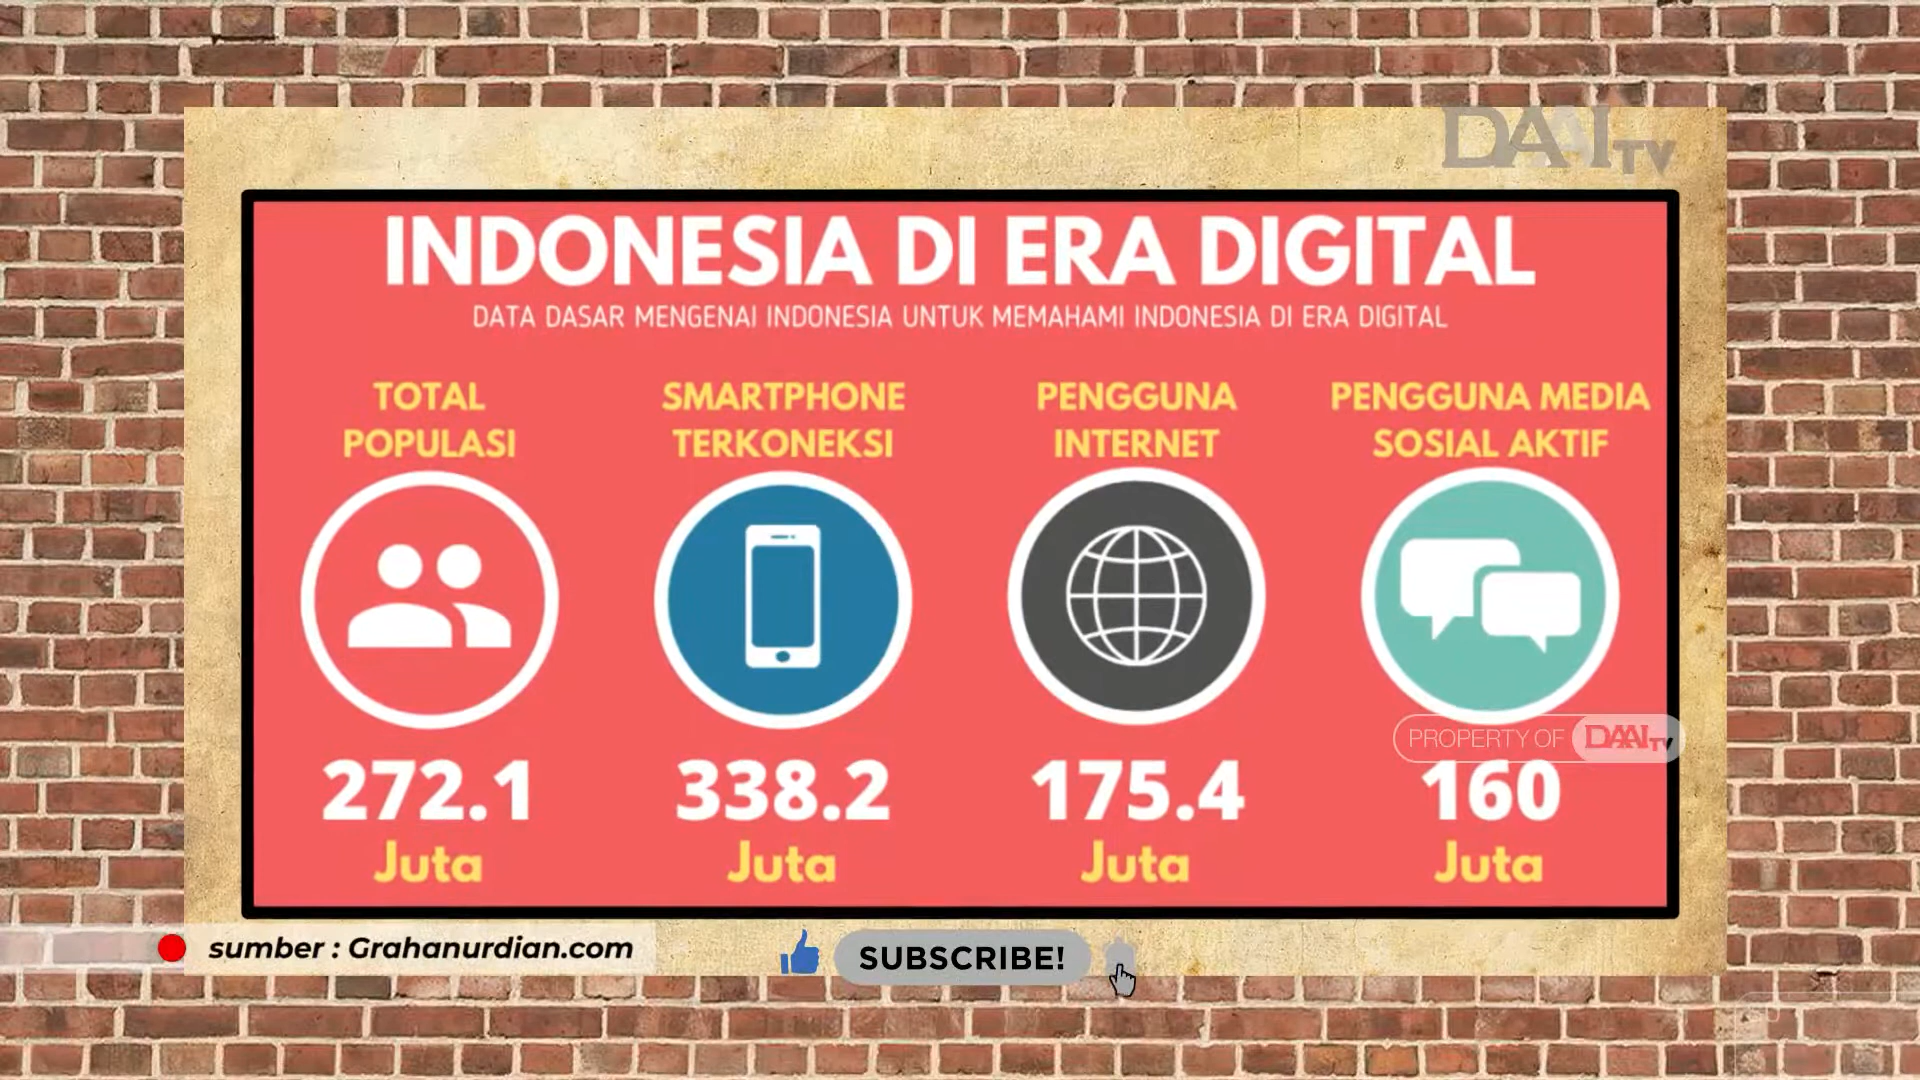 DAAI TV
INDONESIA DI ERA DIGITAL
DATA DASAR MENGENAI INDONESIA UNTUK MEMAHAMI INDONESIA DI ERA DIGITAL
TOTAL
POPULASI
272.1
Juta
SMARTPHONE
TERKONEKSI
338.2
Juta
PENGGUNA
INTERNET
175.4
Juta
PENGGUNA MEDIA
SOSIAL AKTIF
160
Juta
PROPERTY OF DAAI TV
sumber : Grahanurdian.com
SUBSCRIBE!